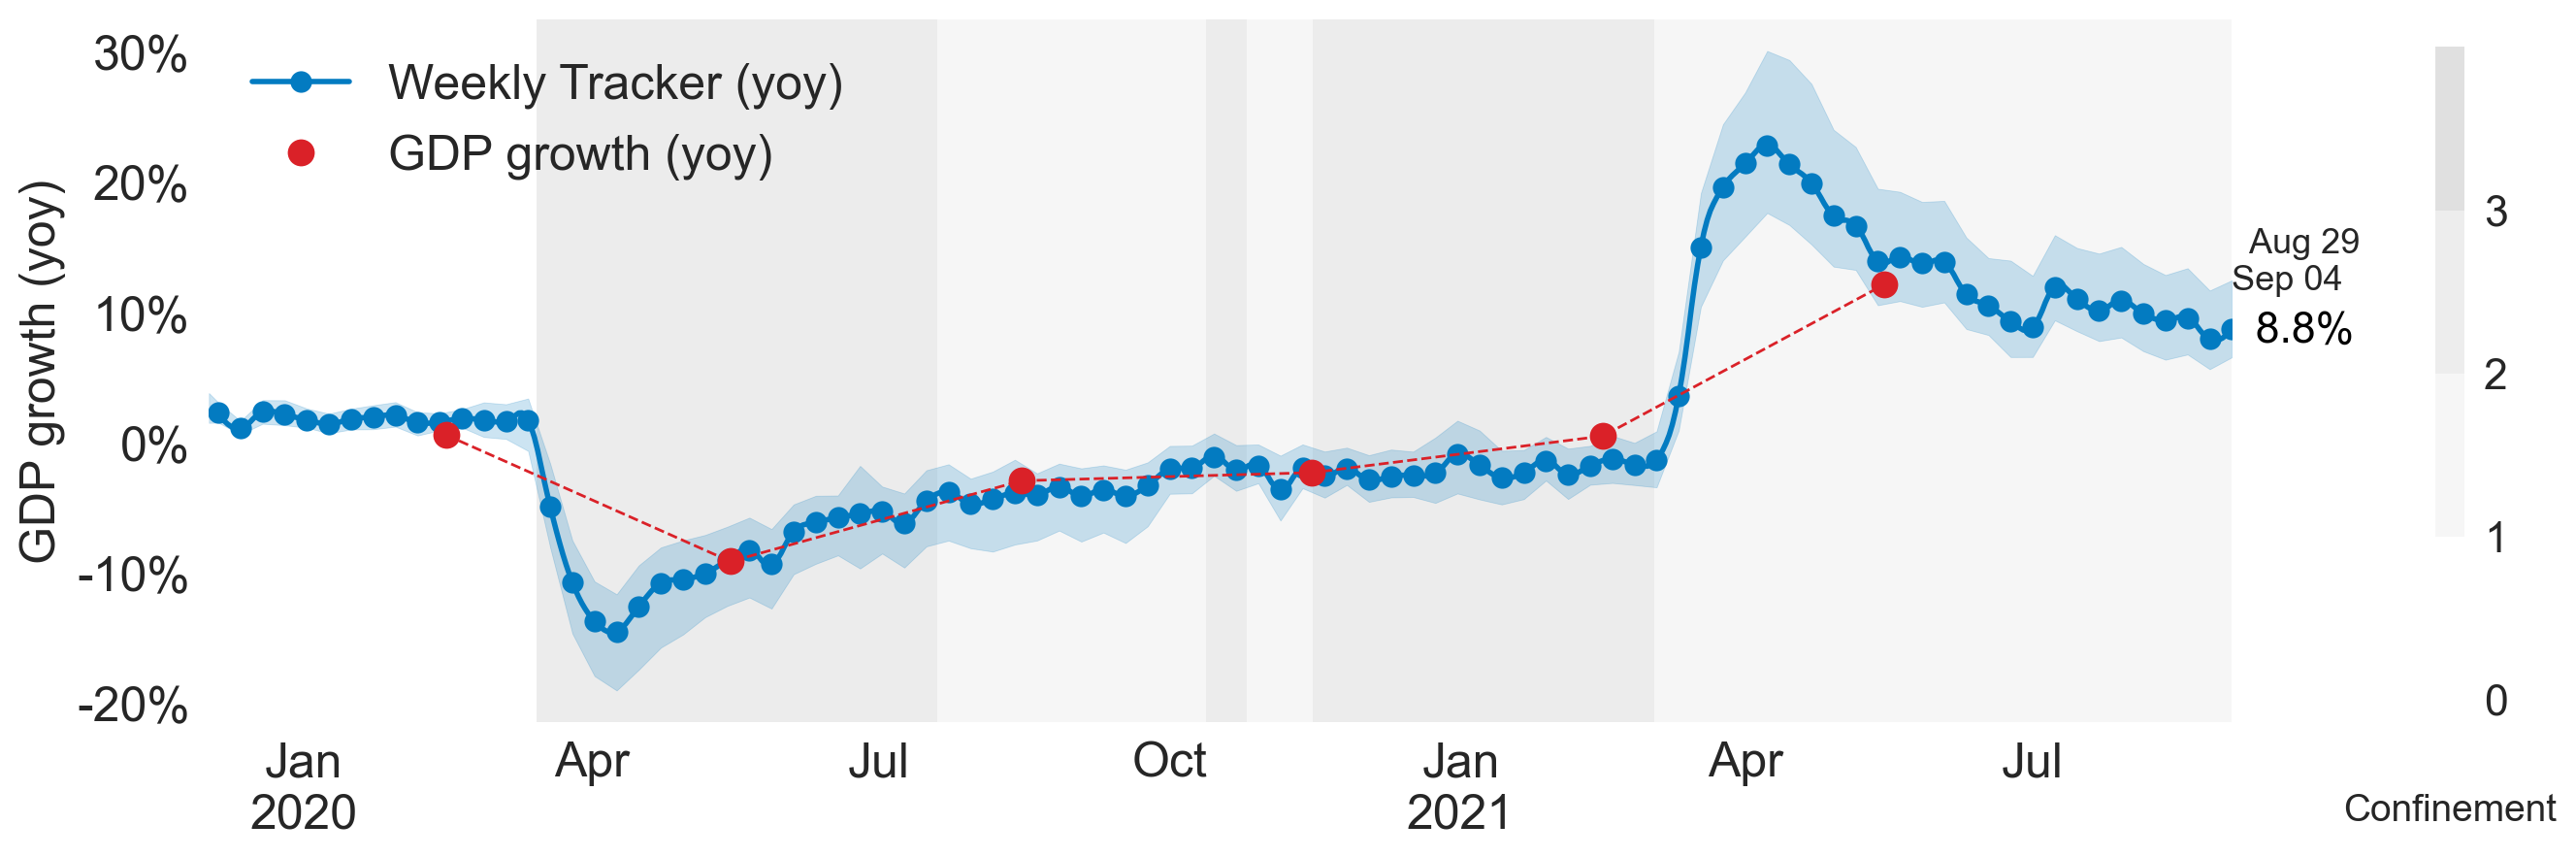 30%
20%
10%
0%
-10%
-20%
GDP growth (yoy)
Weekly Tracker (yoy)
GDP growth (yoy)
Aug 29
Sep 04
8.8%
3
2
1
0
Jan
2020
Apr
Jul
Oct
Jan
2021
Apr
Jul
Confinement